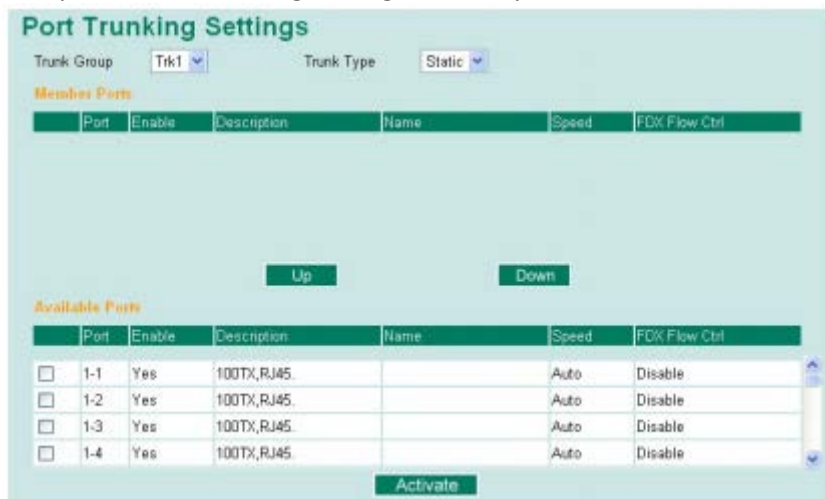 Port Trunking Settings
Trunk Group Trk1 Trunk Type Static
Member Ports
Port Enable Description Name Speed FDX Flow Ctrl
Up Down
Available Ports
Port Enable Description Name Speed FDX Flow Ctrl
1-1 Yes 100TX,RJ45. Auto Disable
1-2 Yes 100TX,RJ45. Auto Disable
1-3 Yes 100TX,RJ45. Auto Disable
1-4 Yes 100TX,RJ45. Auto Disable
Activate